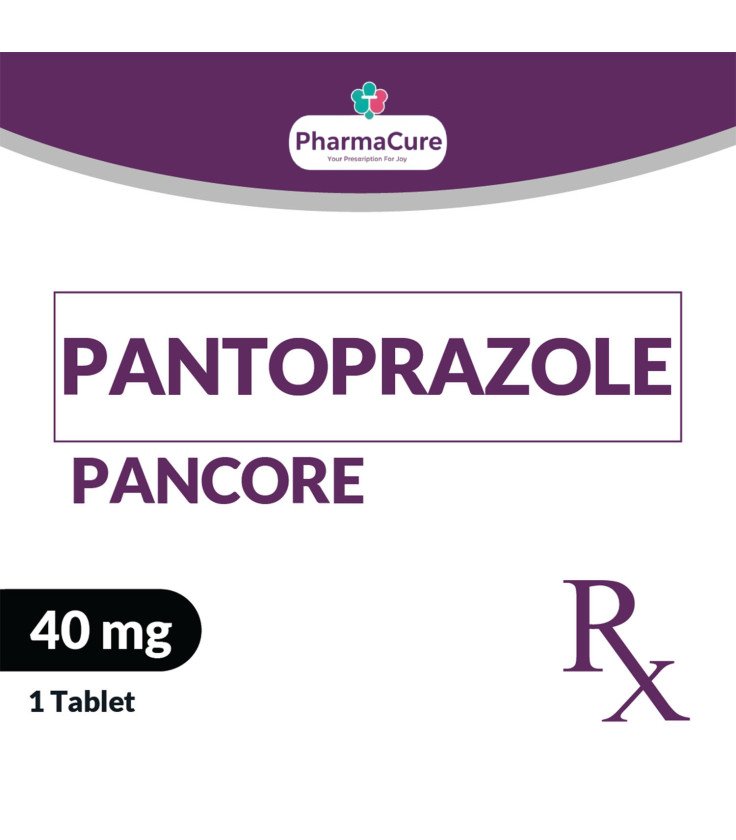 PharmaCure
Your Prescription For Joy
PANTOPRAZOLE
PANCORE
40 mg
1 Tablet
Rx